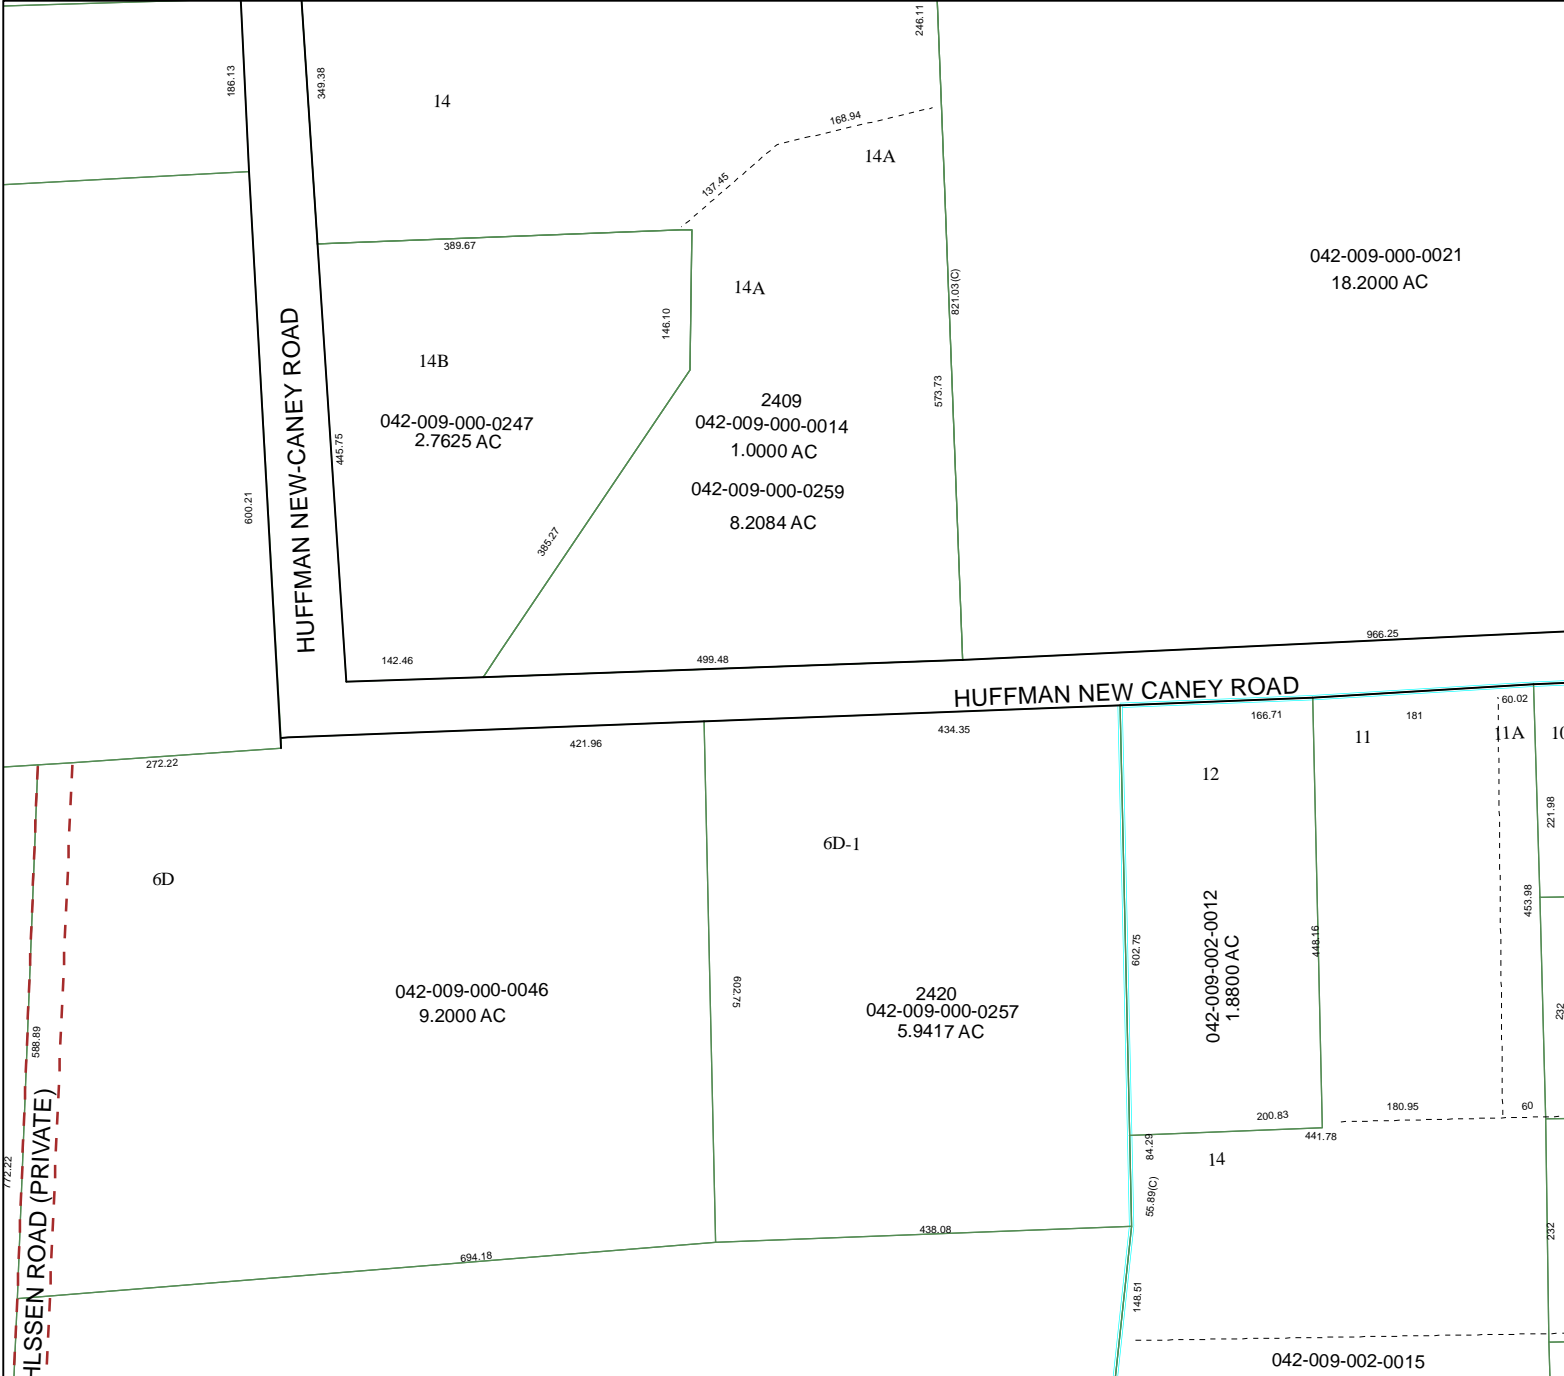 246.11
186.13
349.38
14
168.94
14A
137.45
389.67
042-009-000-0021
18.2000 AC
14A
821.03(C)
146.10
14B
573.73
2409
042-009-000-0014
1.0000 AC
042-009-000-0247
2.7625 AC
445.75
HUFFMAN NEW-CANEY ROAD
600.21
042-009-000-0259
8.2084 AC
385.27
142.46
499.48
966.25
HUFFMAN NEW CANEY ROAD
60.02
166.71
181
434.35
421.96
272.22
11
11A
10
12
221.98
6D-1
6D
453.98
602.75
448.16
042-009-002-0012
1.8800 AC
602.75
042-009-000-0046
9.2000 AC
2420
042-009-000-0257
5.9417 AC
232
588.89
180.95
60
200.83
441.78
84.29
14
772.22
55.89(C)
438.08
232
694.18
148.51
HLSSEN ROAD (PRIVATE)
042-009-002-0015